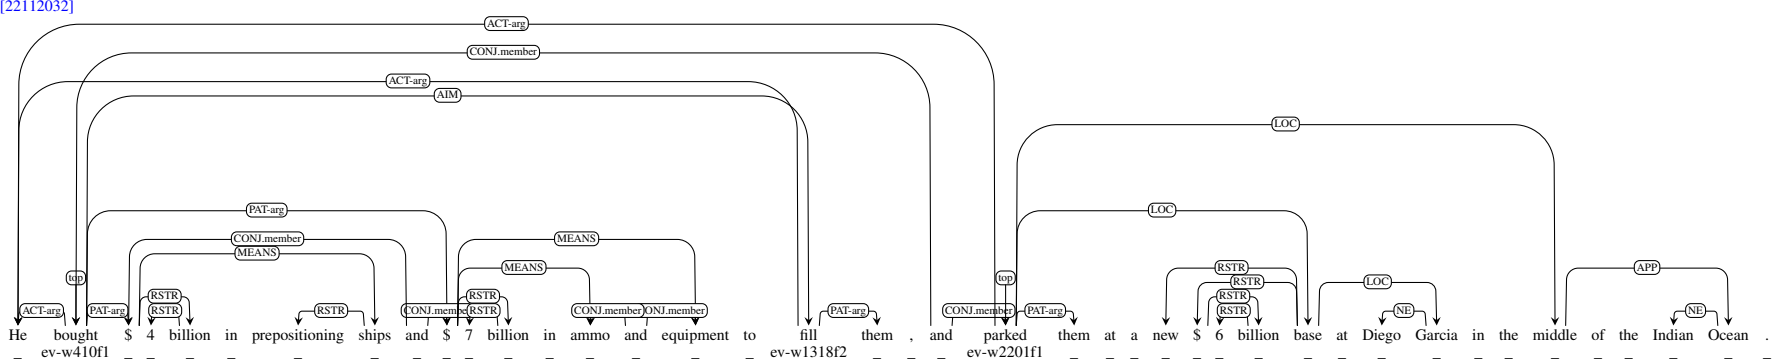 [22112032]
ACT-arg
CONJ.member
ACT-arg
AIM
LOC
PAT-arg LOC
CONJ.member MEANS
MEANS
MEANS RSTR APP
top top RSTR LOC
RSTR RSTR RSTR
ACT-arg PAT-arg RSTR RSTR CONJ.membe RSTR CONJ.member ONJ.member PAT-arg CONJ.member PAT-arg RSTR NE NE
He bought $ 4 billion in prepositioning ships and $ 7 billion in ammo and equipment to fill them , and parked them at a new $ 6 billion base at Diego Garcia in the middle of the Indian Ocean .
ev-w410f1 ev-w1318f2 ev-w2201f1
_ _ _ _ _ _ _ _ _ _ _ _ _ _ _ _ _ _ _ _ _ _ _ _ _ _ _ _ _ _ _ _ _ _ _ _